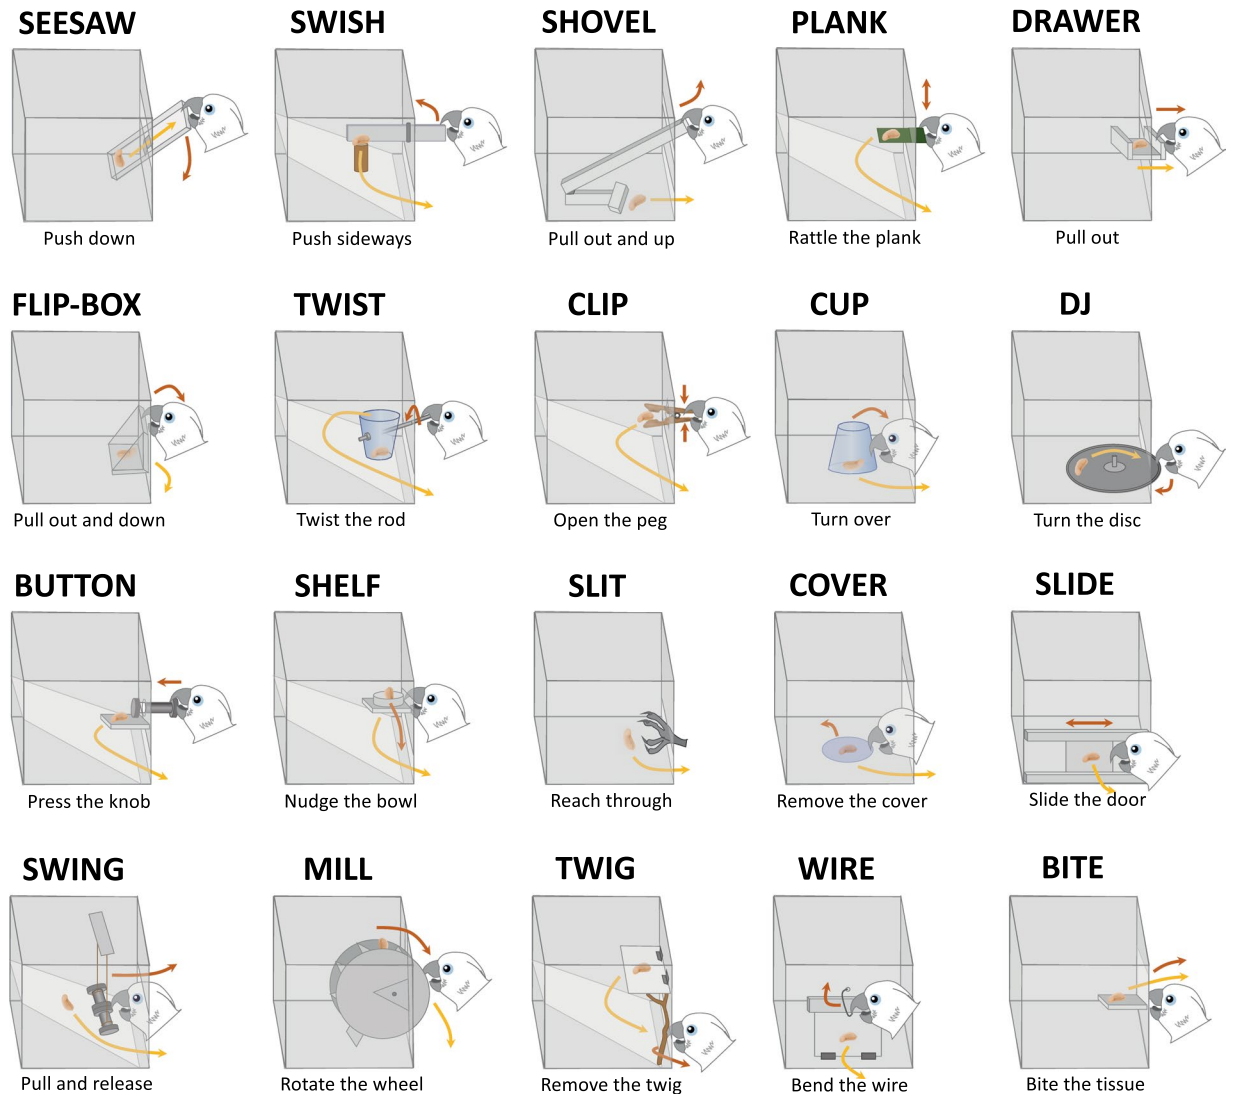 SEESAW SWISH SHOVEL PLANK DRAWER
Push down Push sideways Pull out and up Rattle the plank Pull out
FLIP-BOX TWIST CLIP CUP DJ
Pull out and down Twist the rod Open the peg Turn over Turn the disc
BUTTON SHELF SLIT COVER SLIDE
Press the knob Nudge the bowl Reach through Remove the cover Slide the door
SWING MILL TWIG WIRE BITE
Pull and release Rotate the wheel Remove the twig Bend the wire Bite the tissue